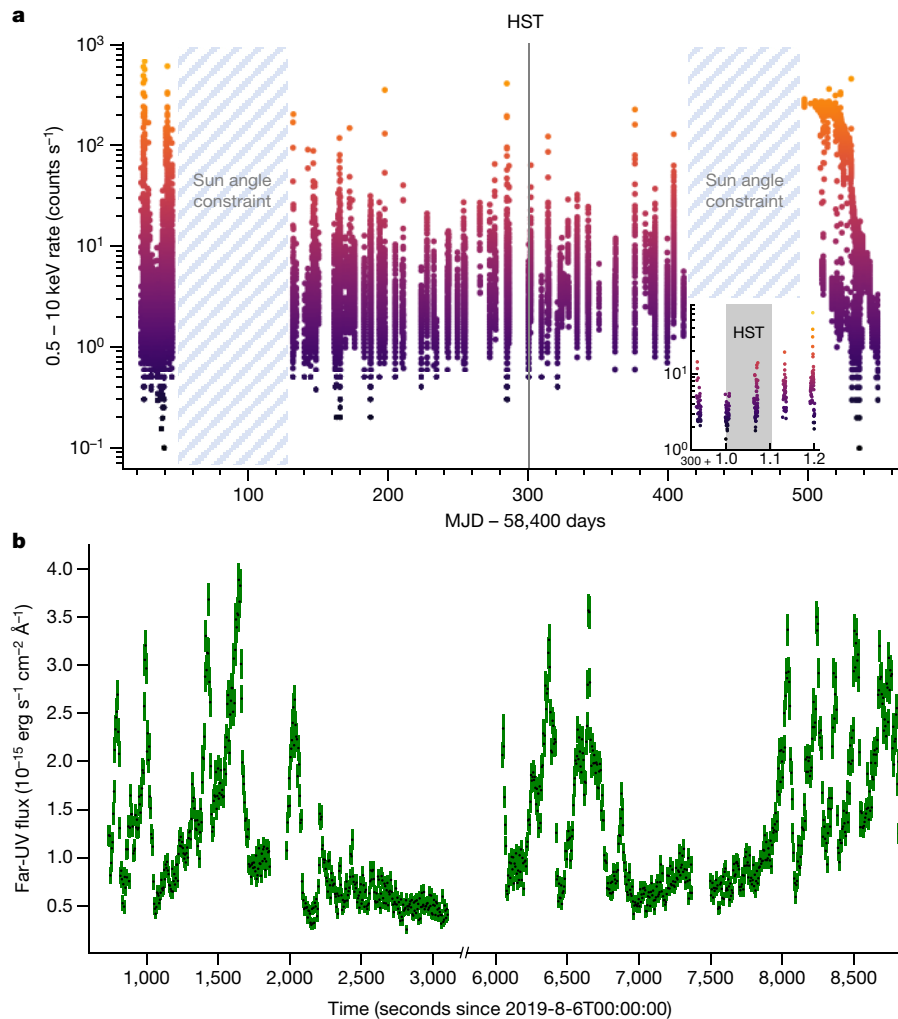 a
HST
10³
10²
10¹
10⁰
10⁻¹
0.5 – 10 keV rate (counts s⁻¹)
Sun angle
constraint
Sun angle
constraint
HST
10¹
10⁰
300 + 1.0 1.1 1.2
100 200 300 400 500
MJD – 58,400 days
b
4.0
3.5
3.0
2.5
2.0
1.5
1.0
0.5
Far-UV flux (10⁻¹⁵ erg s⁻¹ cm⁻² Å⁻¹)
1,000 1,500 2,000 2,500 3,000 6,000 6,500 7,000 7,500 8,000 8,500
Time (seconds since 2019-8-6T00:00:00)